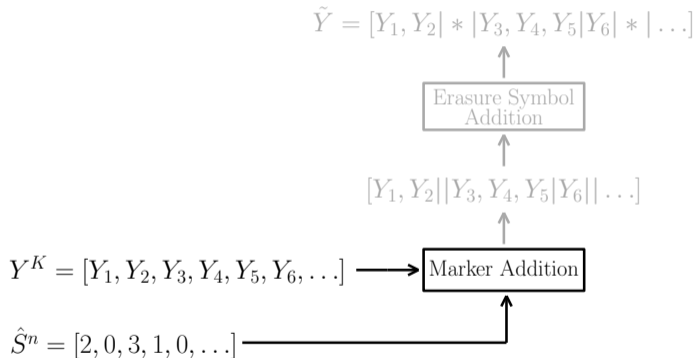 Ỹ = [Y₁, Y₂| * |Y₃, Y₄, Y₅|Y₆| * | …]
Erasure Symbol
Addition
[Y₁, Y₂||Y₃, Y₄, Y₅|Y₆|| …]
Y^K = [Y₁, Y₂, Y₃, Y₄, Y₅, Y₆, …]
Marker Addition
Ŝⁿ = [2, 0, 3, 1, 0, …]